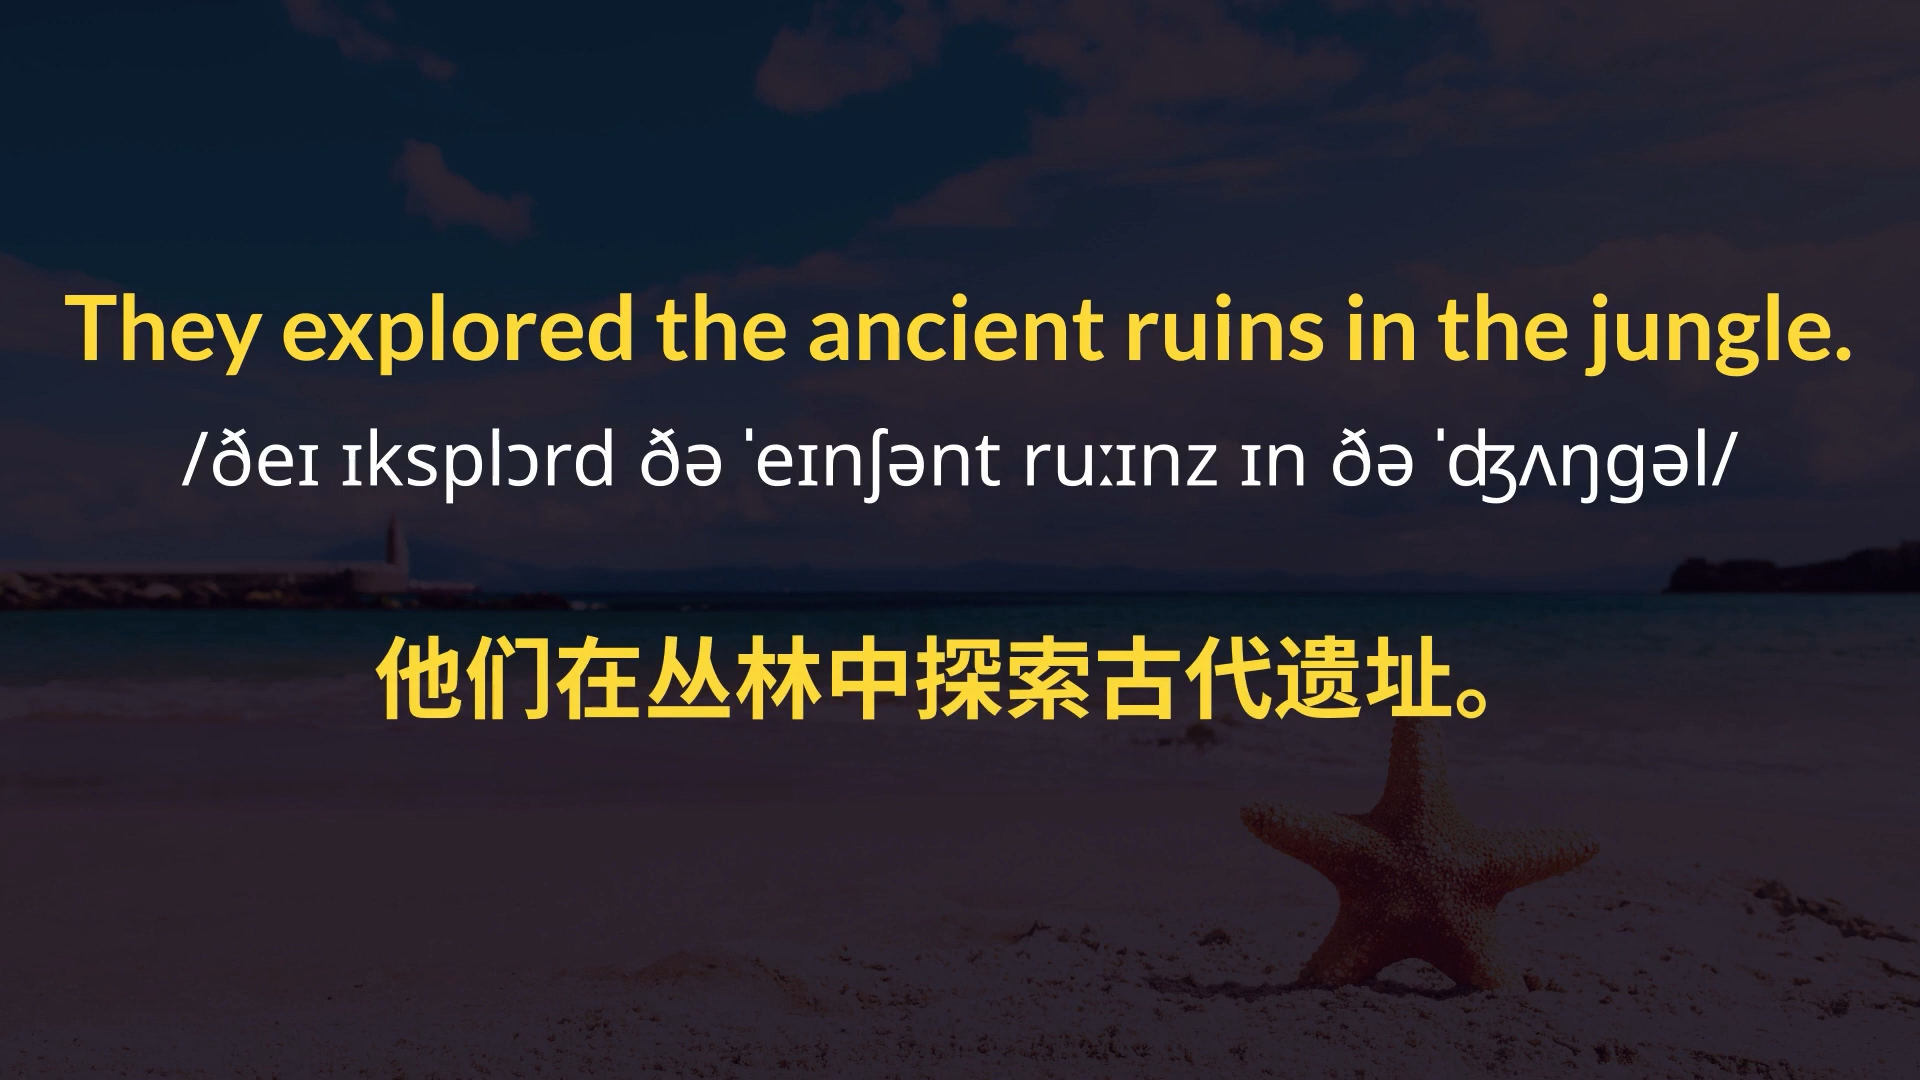 They explored the ancient ruins in the jungle.
/ðeɪ ɪksplɔrd ðə ˈeɪnʃənt ruːɪnz ɪn ðə ˈʤʌŋgəl/
他们在丛林中探索古代遗址。